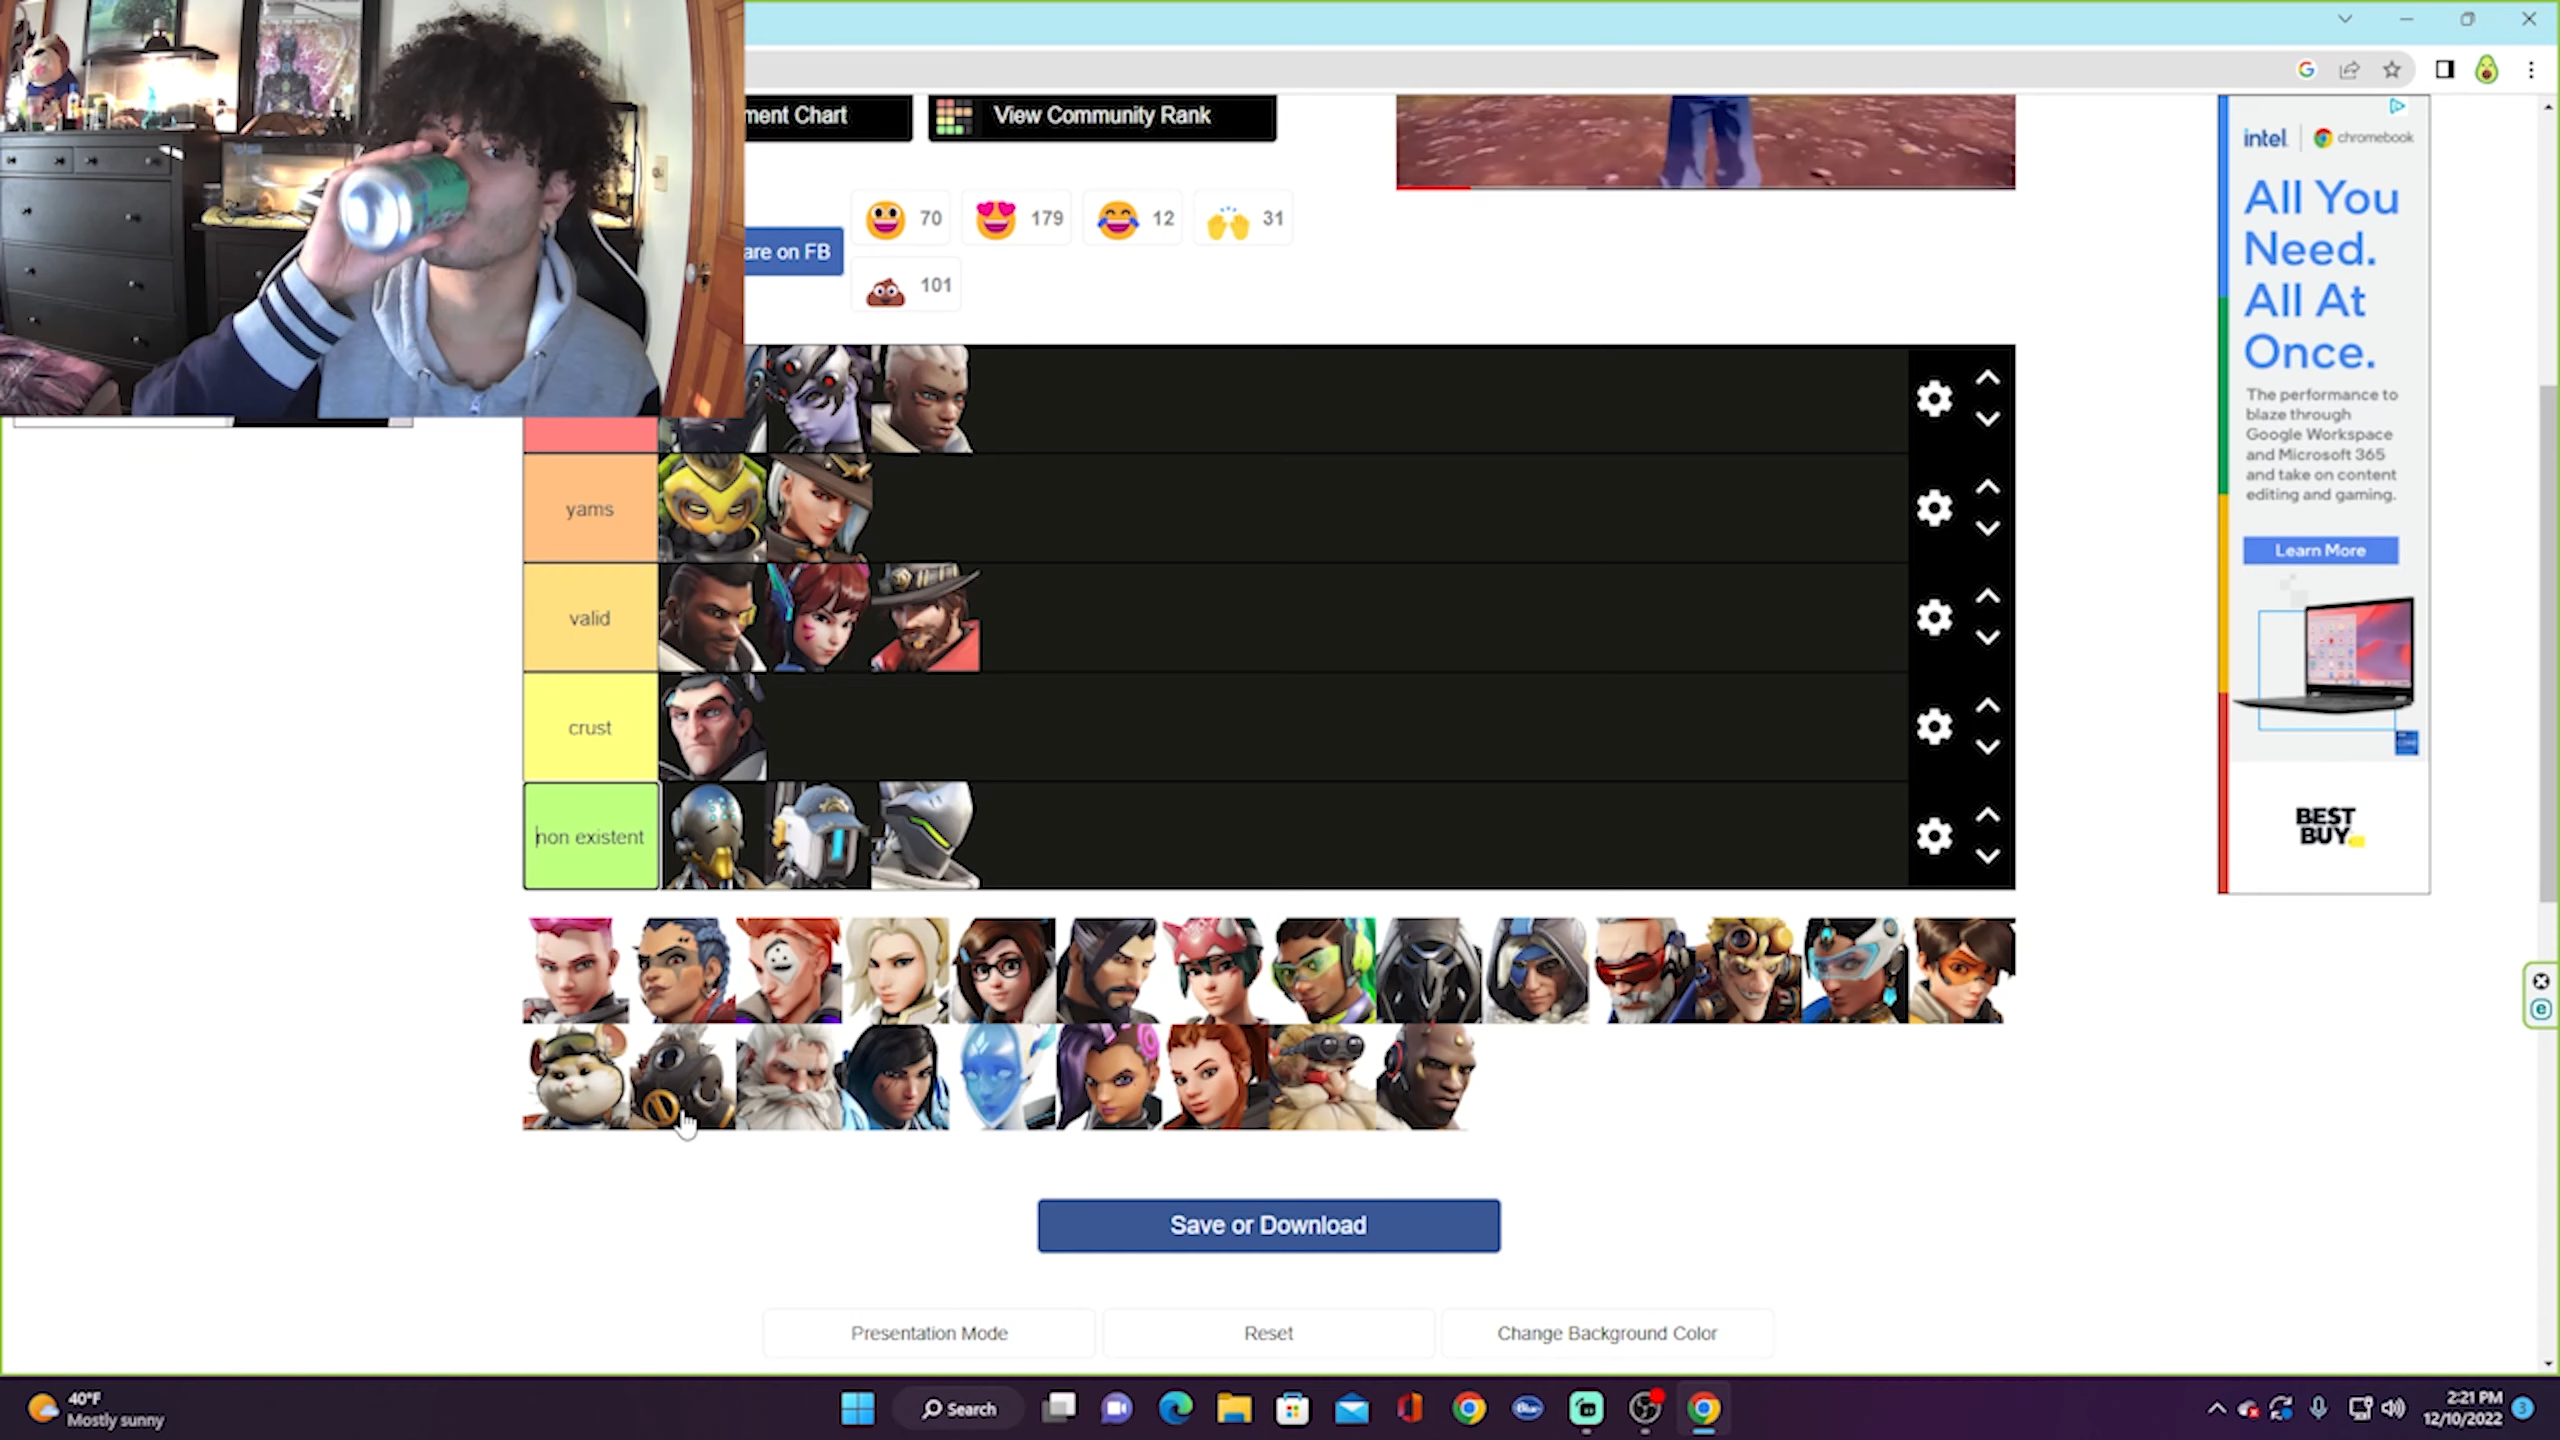 ment Chart
View Community Rank
70
179
12
31
are on FB
101
intel
chromebook
All You
Need.
All At
Once.
The performance to
blaze through
Google Workspace
and Microsoft 365
and take on content
editing and gaming.
Learn More
BEST
BUY
yams
valid
crust
non existent
Save or Download
Presentation Mode
Reset
Change Background Color
40°F
Mostly sunny
Search
2:21 PM
12/10/2022
3